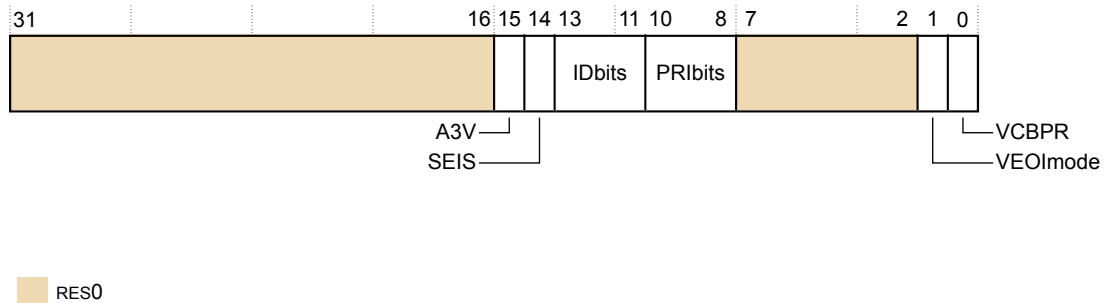 31 16 15 14 13 11 10 8 7 2 1 0
IDbits PRIbits
A3V VCBPR
SEIS VEOImode
RES0